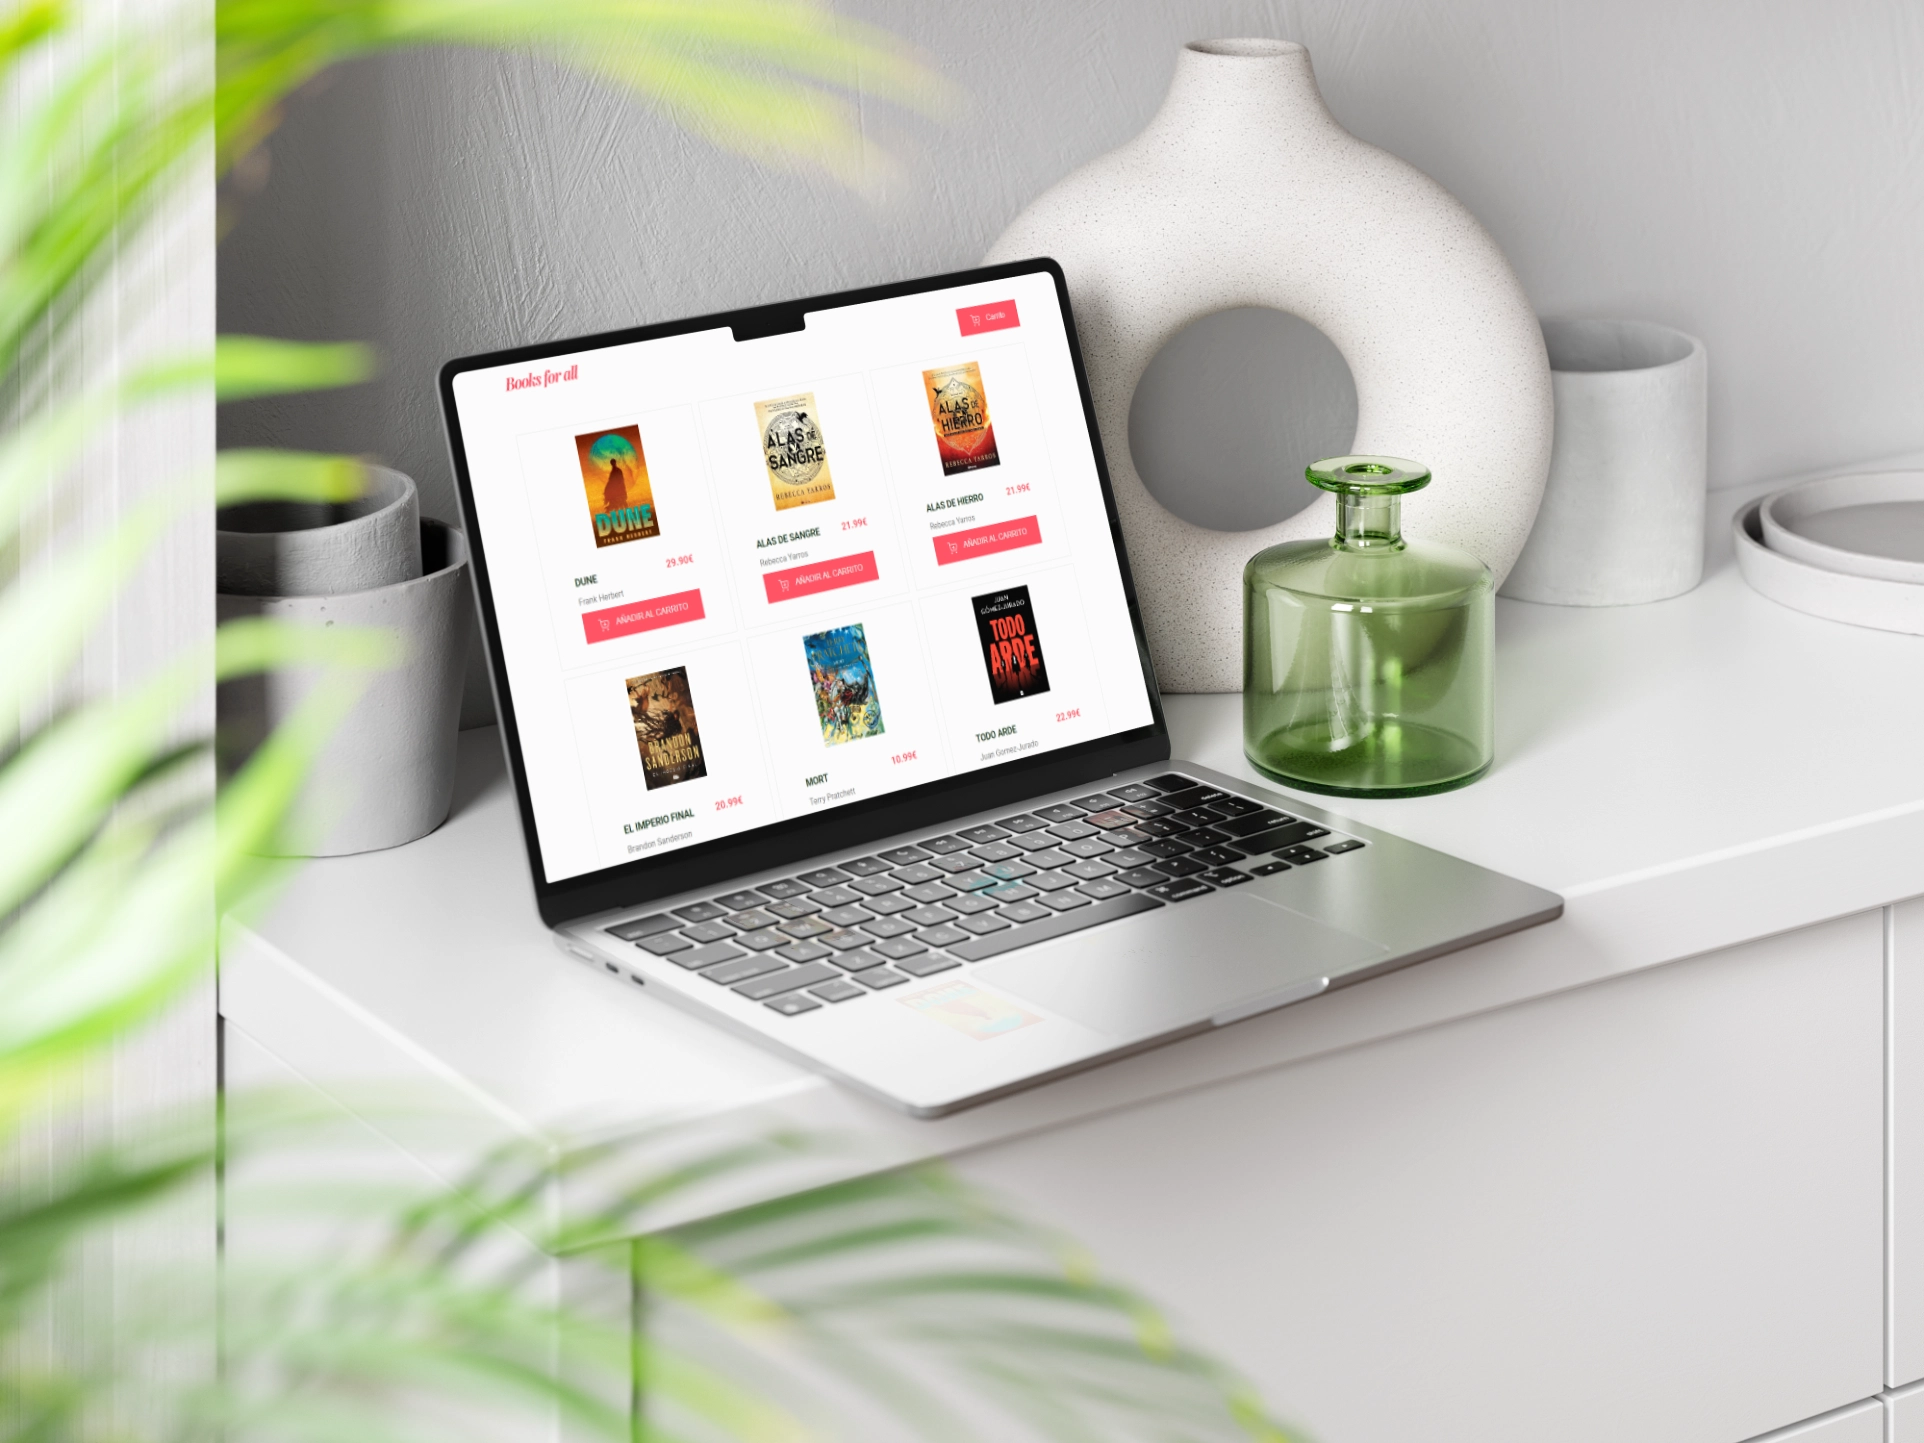 Books for all
Carrito
DUNE
FRANK HERBERT
29.90€
DUNE
Frank Herbert
AÑADIR AL CARRITO
ALAS DE
SANGRE
REBECCA YARROS
21.99€
ALAS DE SANGRE
Rebecca Yarros
AÑADIR AL CARRITO
ALAS DE
HIERRO
REBECCA YARROS
21.99€
ALAS DE HIERRO
Rebecca Yarros
AÑADIR AL CARRITO
BRANDON
SANDERSON
20.99€
EL IMPERIO FINAL
Brandon Sanderson
10.99€
MORT
Terry Pratchett
JUAN
GÓMEZ-JURADO
TODO
ARDE
22.99€
TODO ARDE
Juan Gomez-Jurado